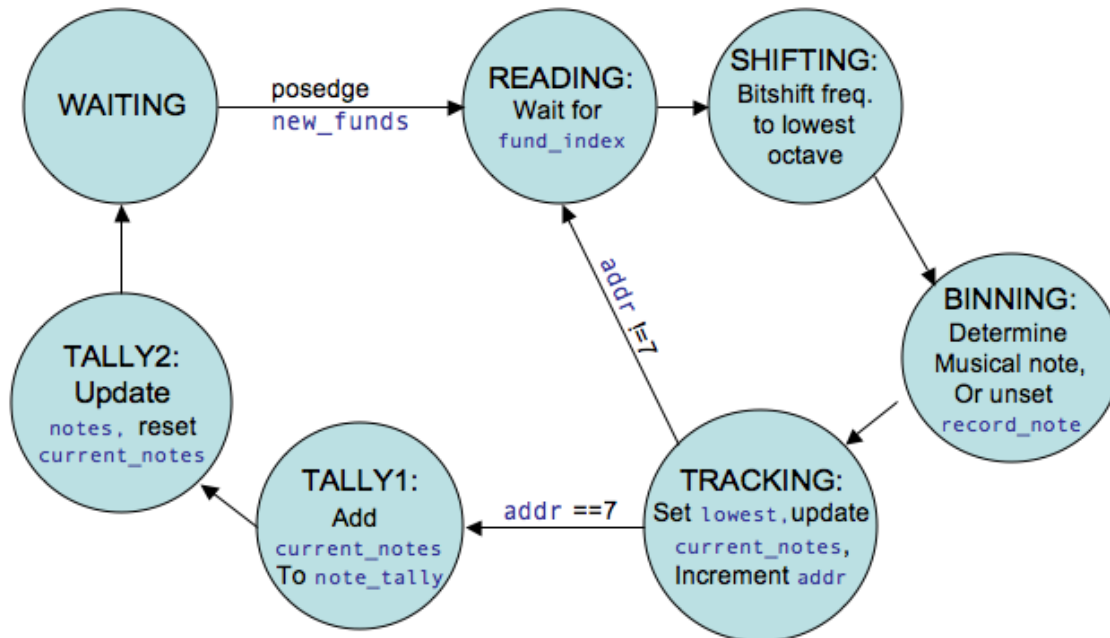 WAITING
posedge
new_funds
READING:
Wait for
fund_index
SHIFTING:
Bitshift freq.
to lowest
octave
BINNING:
Determine
Musical note,
Or unset
record_note
addr !=7
TRACKING:
Set lowest, update
current_notes,
Increment addr
addr ==7
TALLY1:
Add
current_notes
To note_tally
TALLY2:
Update
notes, reset
current_notes